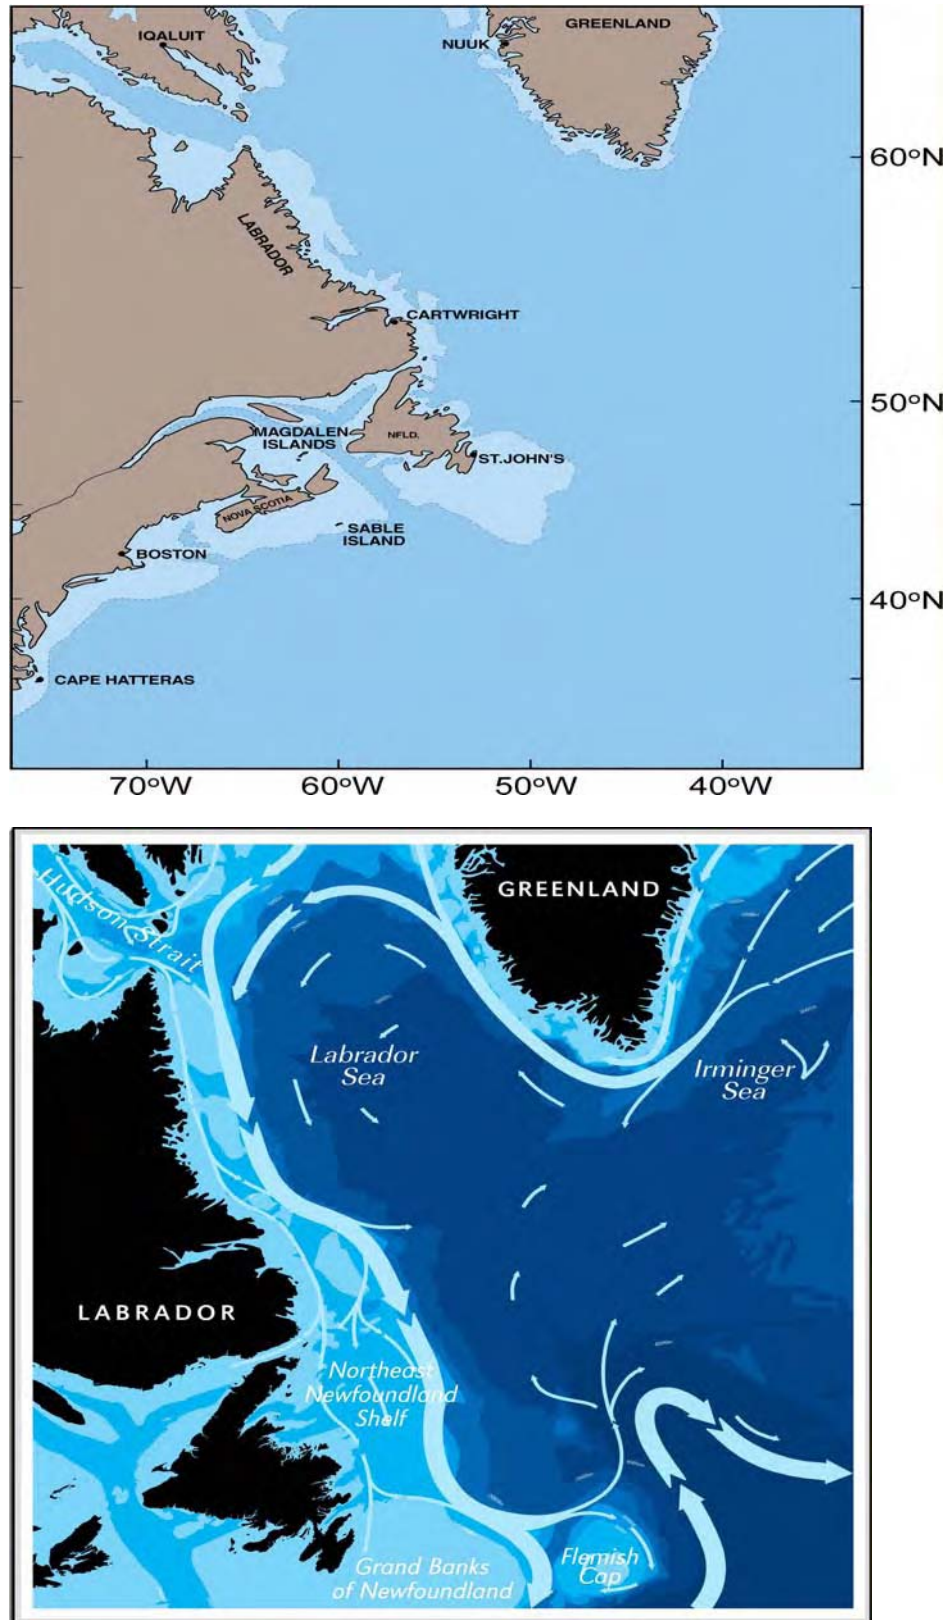 IQALUIT
NUUK
GREENLAND
60°N
LABRADOR
CARTWRIGHT
50°N
MAGDALEN
ISLANDS
NFLD.
ST.JOHN'S
NOVA SCOTIA
SABLE
ISLAND
BOSTON
40°N
CAPE HATTERAS
70°W
60°W
50°W
40°W
Hudson Strait
GREENLAND
Labrador
Sea
Irminger
Sea
LABRADOR
Northeast
Newfoundland
Shelf
Grand Banks
of Newfoundland
Flemish
Cap